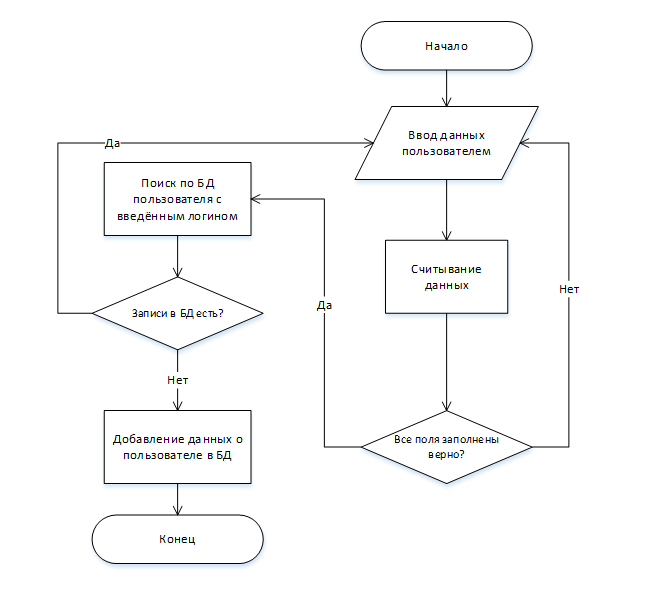 Начало
Ввод данных
пользователем
Да
Поиск по БД
пользователя с
введённым логином
Считывание
данных
Нет
Да
Записи в БД есть?
Нет
Добавление данных о
пользователе в БД
Все поля заполнены
верно?
Конец